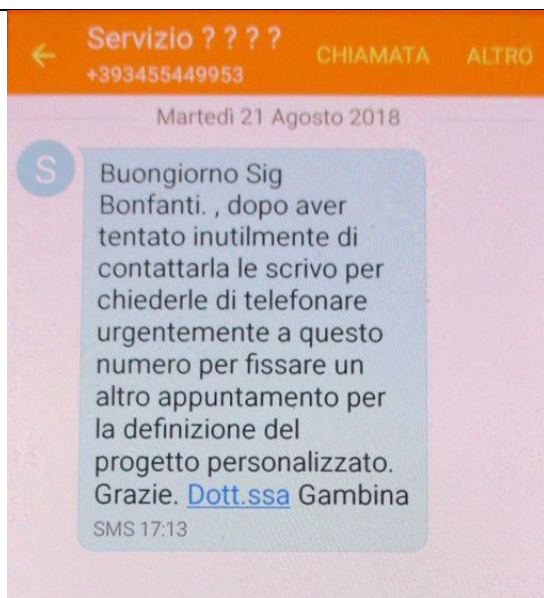 Servizio ? ? ? ?
CHIAMATA ALTRO
+393455449953
Martedì 21 Agosto 2018
S
Buongiorno Sig
Bonfanti. , dopo aver
tentato inutilmente di
contattarla le scrivo per
chiederle di telefonare
urgentemente a questo
numero per fissare un
altro appuntamento per
la definizione del
progetto personalizzato.
Grazie. Dott.ssa Gambina
SMS 17:13